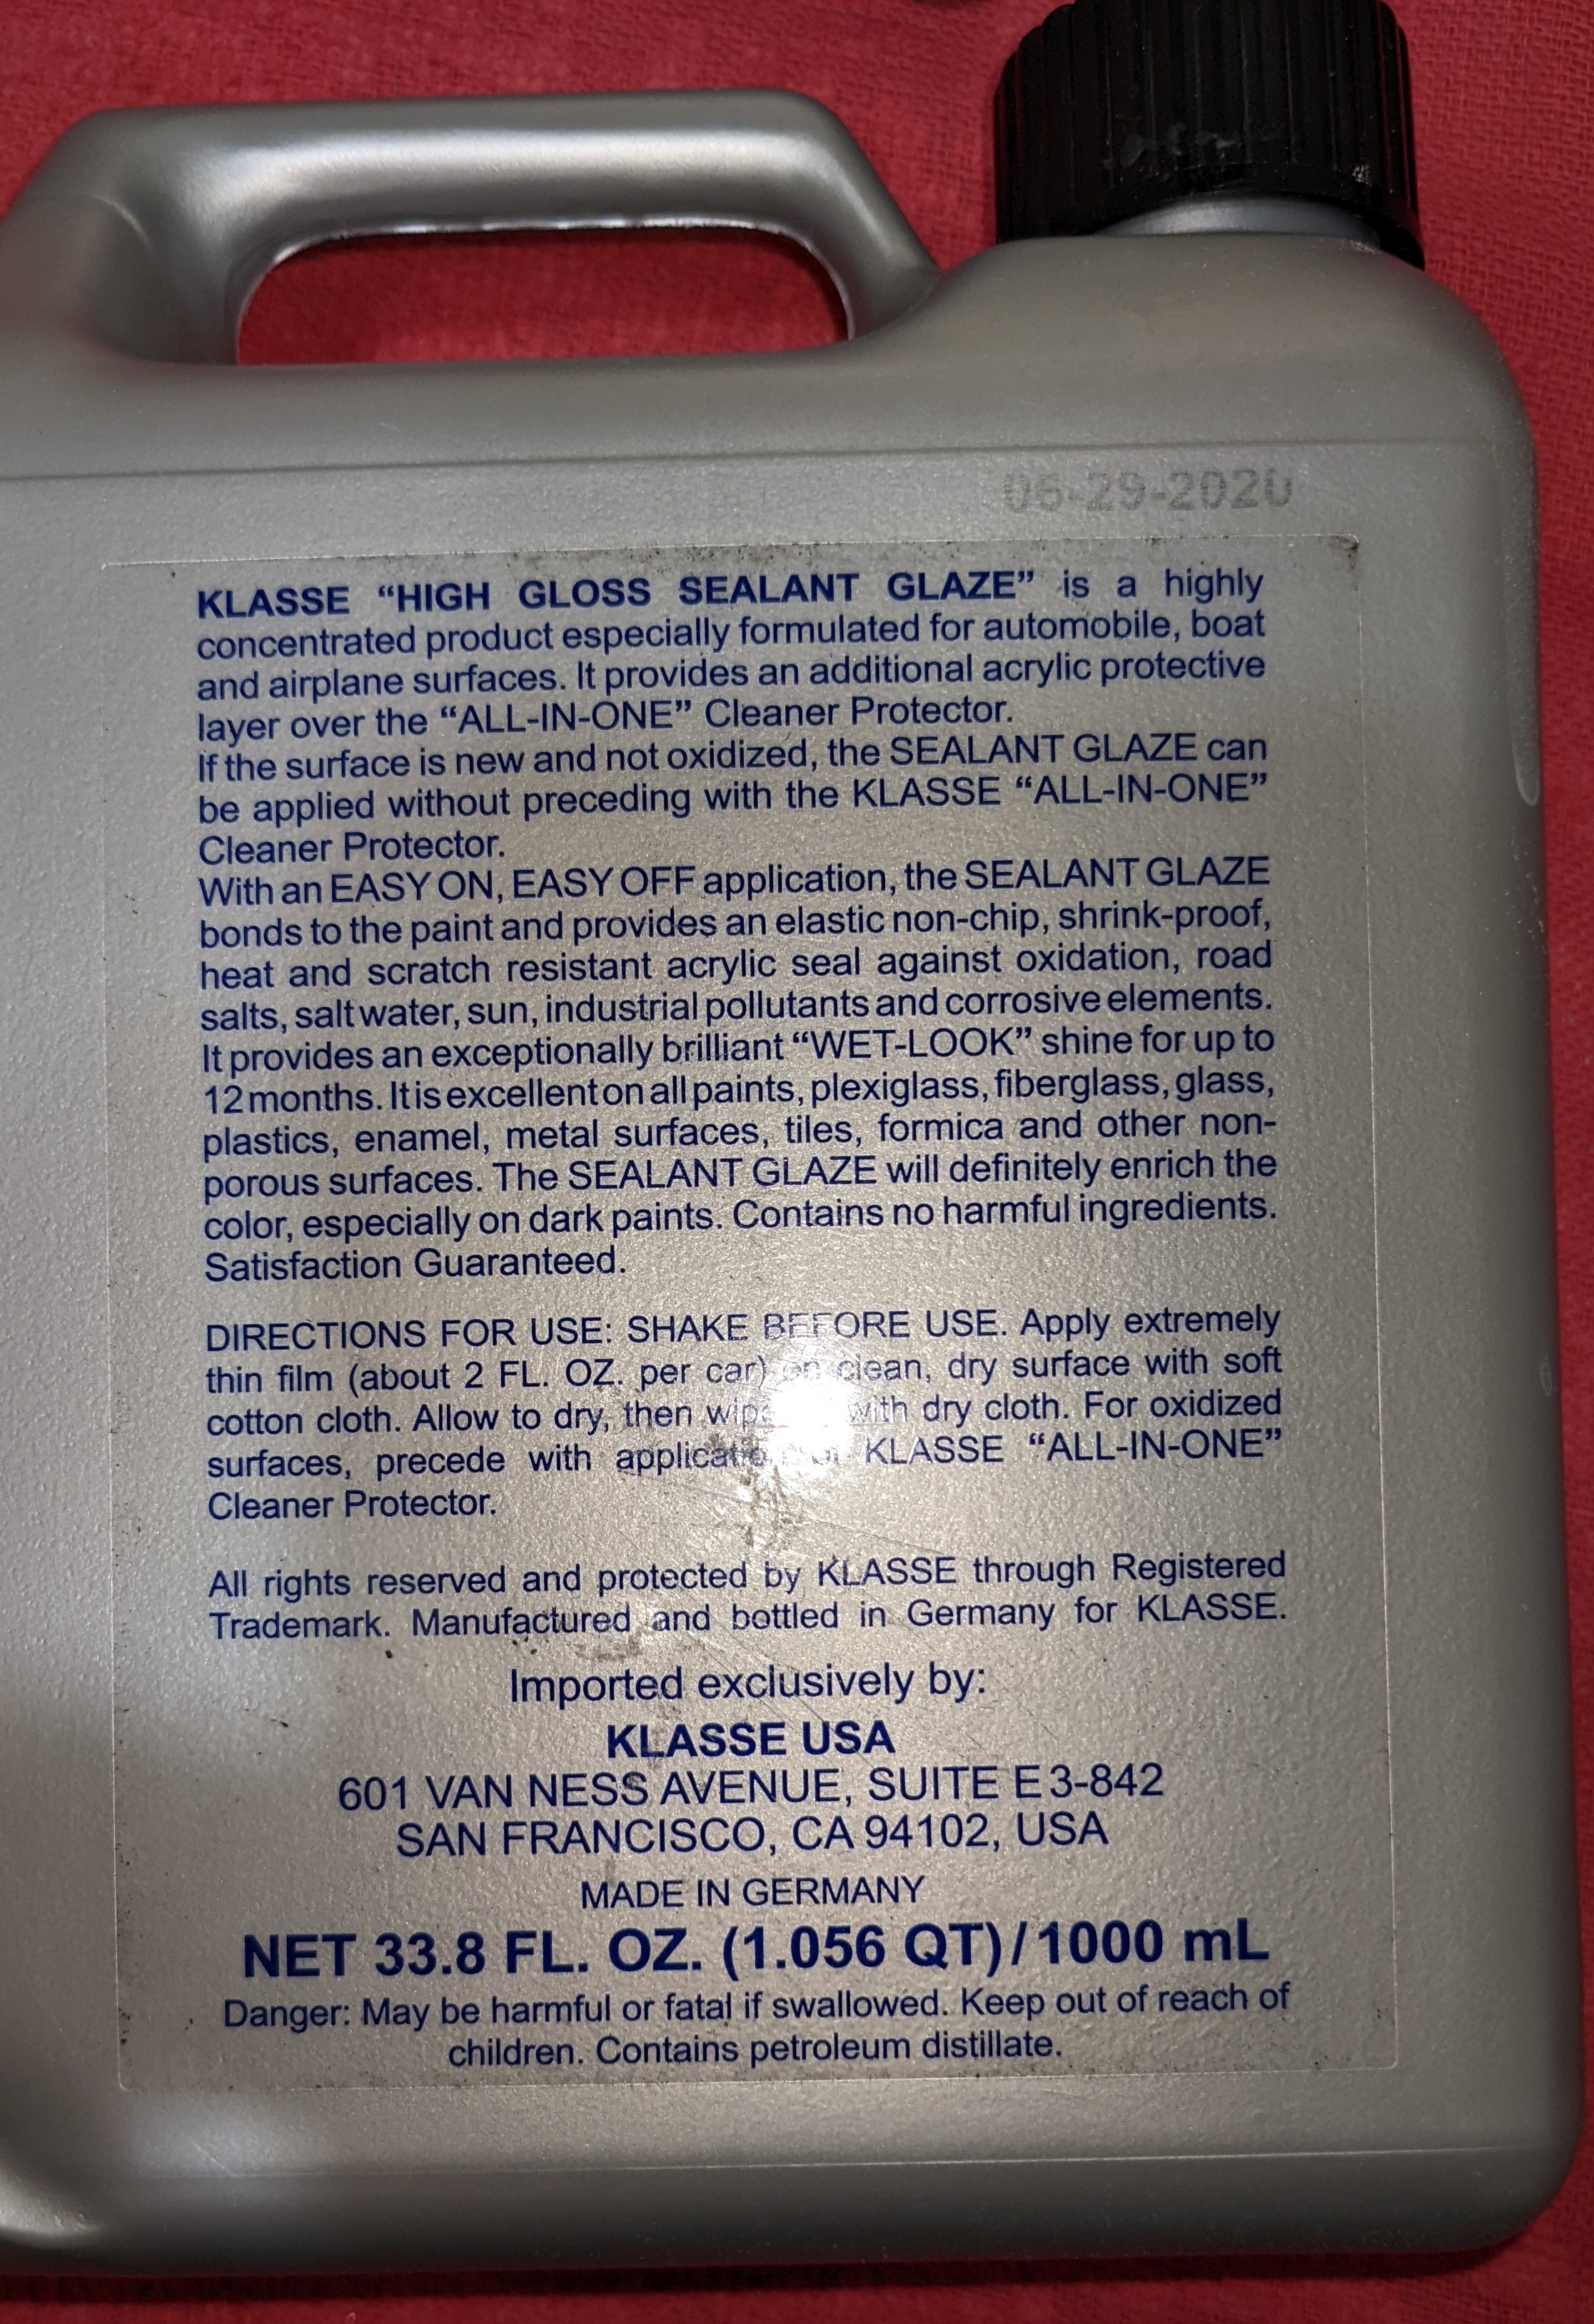 06-29-2020
KLASSE “HIGH GLOSS SEALANT GLAZE” is a highly
concentrated product especially formulated for automobile, boat
and airplane surfaces. It provides an additional acrylic protective
layer over the “ALL-IN-ONE” Cleaner Protector.
If the surface is new and not oxidized, the SEALANT GLAZE can
be applied without preceding with the KLASSE “ALL-IN-ONE”
Cleaner Protector.
With an EASY ON, EASY OFF application, the SEALANT GLAZE
bonds to the paint and provides an elastic non-chip, shrink-proof,
heat and scratch resistant acrylic seal against oxidation, road
salts, salt water, sun, industrial pollutants and corrosive elements.
It provides an exceptionally brilliant “WET-LOOK” shine for up to
12 months. It is excellent on all paints, plexiglass, fiberglass, glass,
plastics, enamel, metal surfaces, tiles, formica and other non-
porous surfaces. The SEALANT GLAZE will definitely enrich the
color, especially on dark paints. Contains no harmful ingredients.
Satisfaction Guaranteed.
DIRECTIONS FOR USE: SHAKE BEFORE USE. Apply extremely
thin film (about 2 FL. OZ. per car) on clean, dry surface with soft
cotton cloth. Allow to dry, then with dry cloth. For oxidized
surfaces, precede with application of KLASSE “ALL-IN-ONE”
Cleaner Protector.
All rights reserved and protected by KLASSE through Registered
Trademark. Manufactured and bottled in Germany for KLASSE.
Imported exclusively by:
KLASSE USA
601 VAN NESS AVENUE, SUITE E3-842
SAN FRANCISCO, CA 94102, USA
MADE IN GERMANY
NET 33.8 FL. OZ. (1.056 QT)/1000 mL
Danger: May be harmful or fatal if swallowed. Keep out of reach of
children. Contains petroleum distillate.